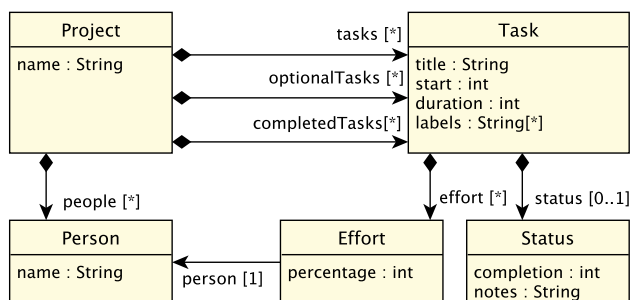 Project
name : String
tasks [*]
optionalTasks [*]
completedTasks[*]
Task
title : String
start : int
duration : int
labels : String[*]
people [*]
effort [*]
status [0..1]
Person
name : String
person [1]
Effort
percentage : int
Status
completion : int
notes : String